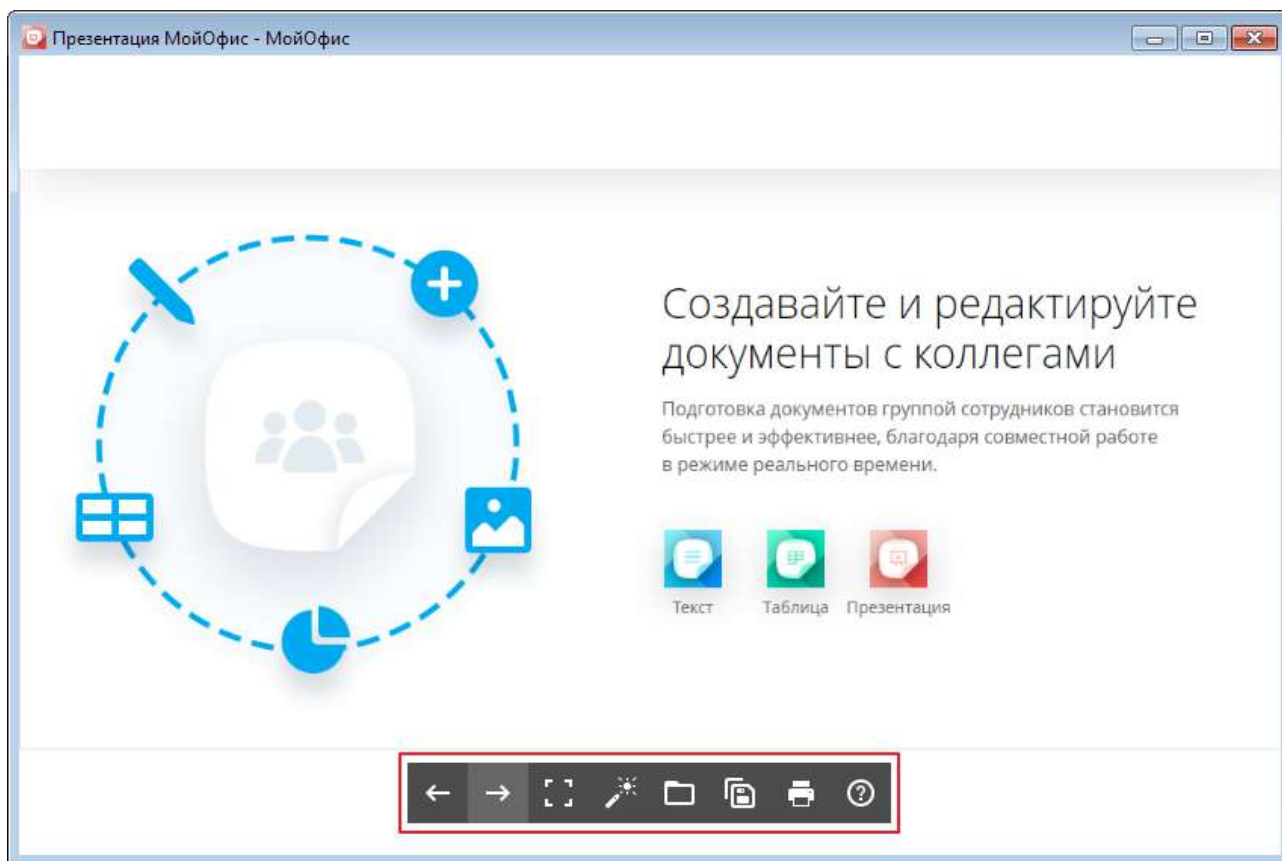 Презентация МойОфис - МойОфис
Создавайте и редактируйте
документы с коллегами
Подготовка документов группой сотрудников становится
быстрее и эффективнее, благодаря совместной работе
в режиме реального времени.
Текст Таблица Презентация